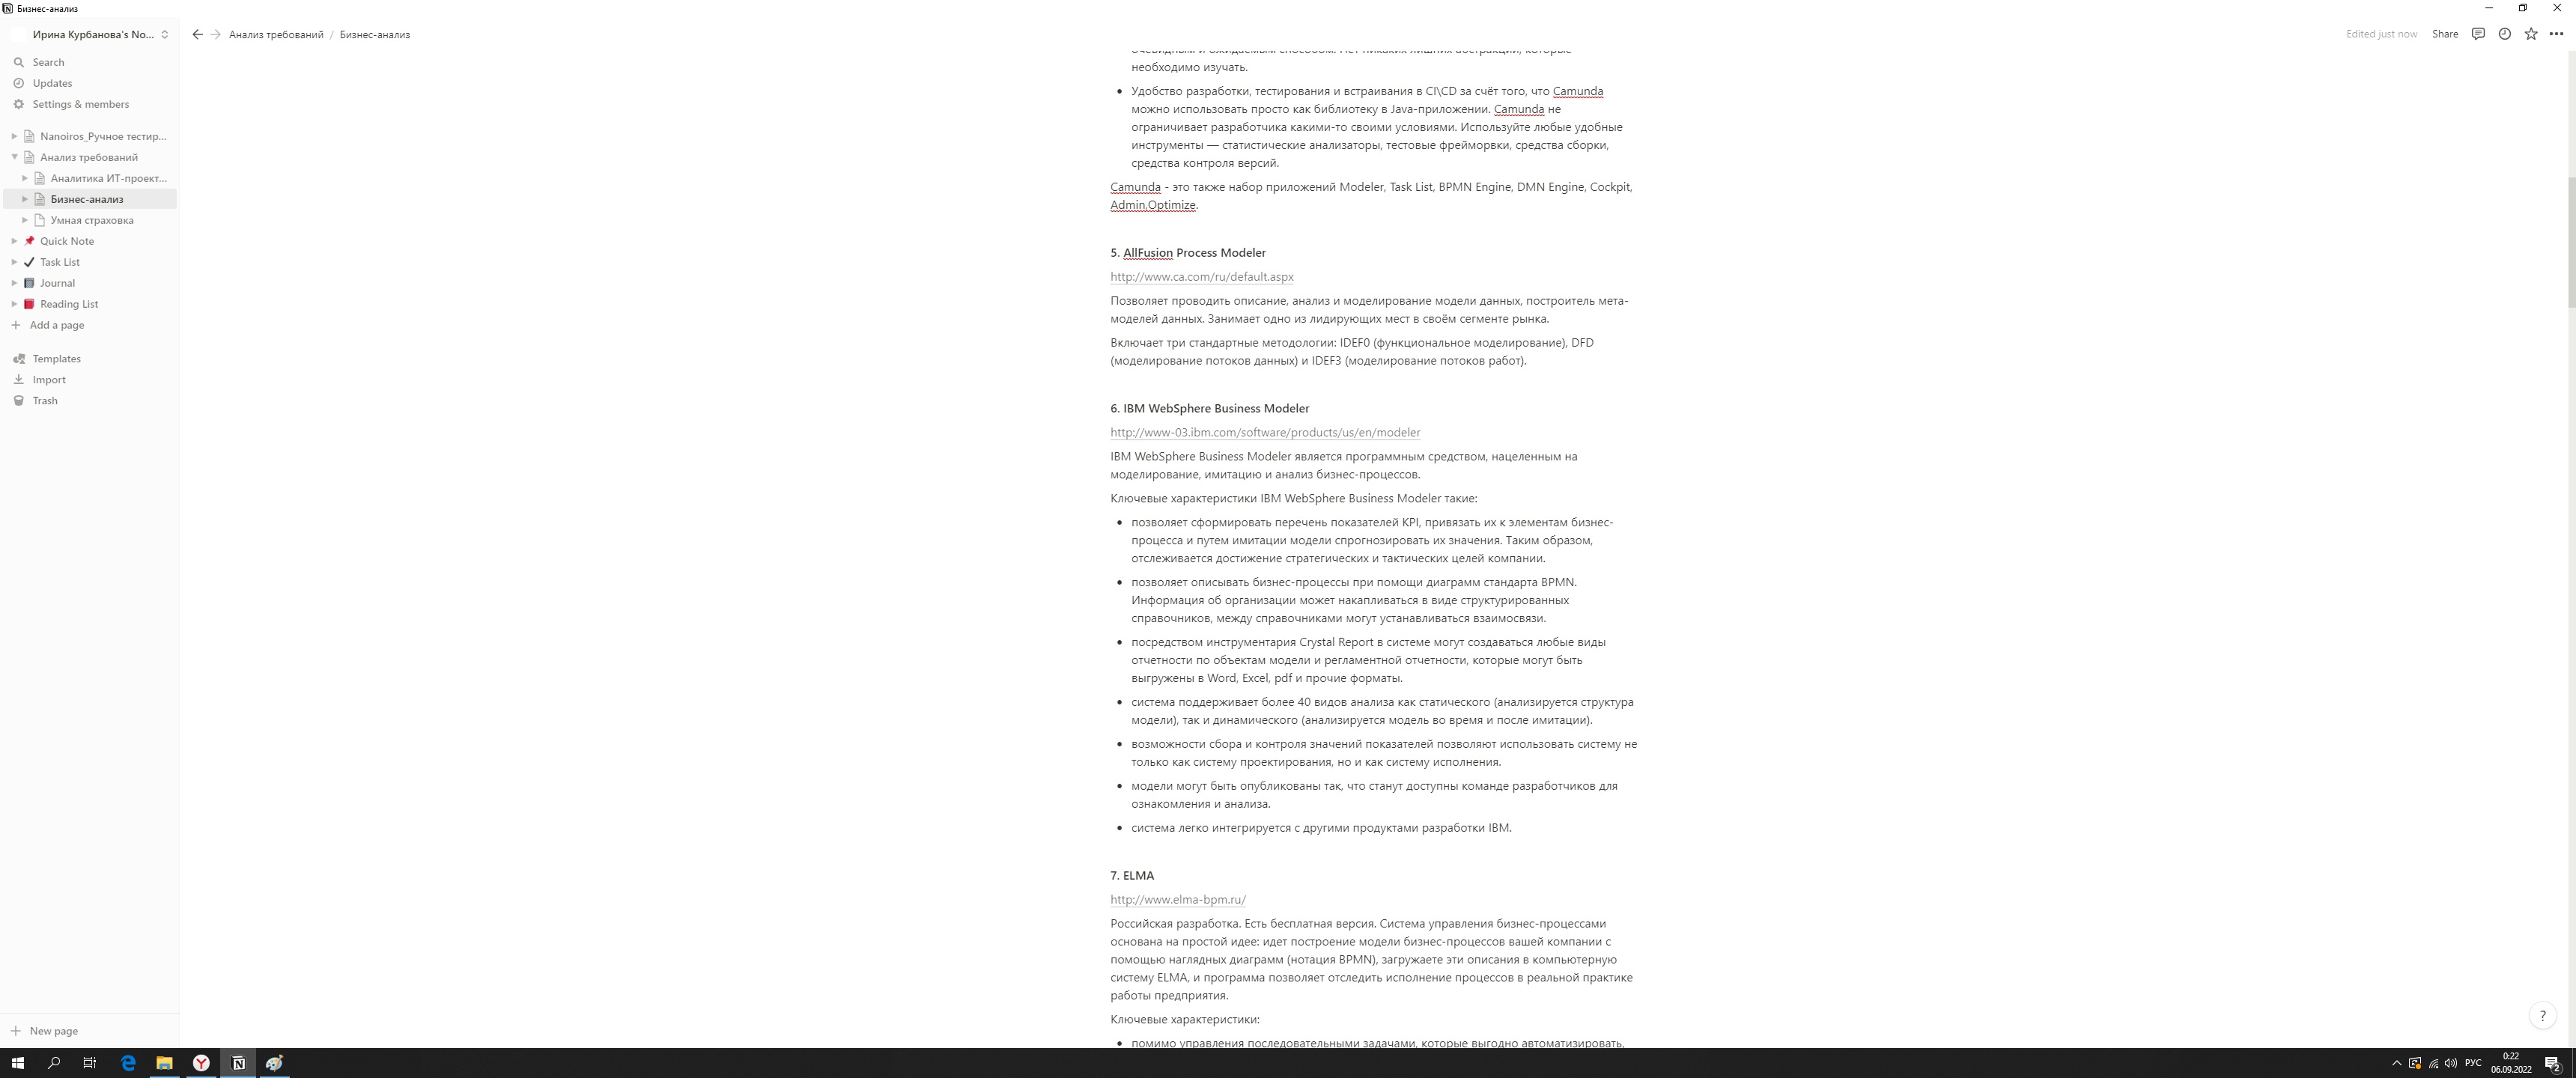 Бизнес-анализ
Ирина Курбанова's No...
Анализ требований / Бизнес-анализ
Edited just now
Share
Search
Updates
Settings & members
Nanoiros_Ручное тестир...
Анализ требований
Аналитика ИТ-проект...
Бизнес-анализ
Умная страховка
Quick Note
Task List
Journal
Reading List
Add a page
Templates
Import
Trash
New page
очевидным и ожидаемым способом. Нет никаких лишних абстракций, которые
необходимо изучать.
• Удобство разработки, тестирования и встраивания в CI\CD за счёт того, что Camunda
можно использовать просто как библиотеку в Java-приложении. Camunda не
ограничивает разработчика какими-то своими условиями. Используйте любые удобные
инструменты — статистические анализаторы, тестовые фрейморвки, средства сборки,
средства контроля версий.
Camunda - это также набор приложений Modeler, Task List, BPMN Engine, DMN Engine, Cockpit,
Admin,Optimize.
5. AllFusion Process Modeler
http://www.ca.com/ru/default.aspx
Позволяет проводить описание, анализ и моделирование модели данных, построитель мета-
моделей данных. Занимает одно из лидирующих мест в своём сегменте рынка.
Включает три стандартные методологии: IDEF0 (функциональное моделирование), DFD
(моделирование потоков данных) и IDEF3 (моделирование потоков работ).
6. IBM WebSphere Business Modeler
http://www-03.ibm.com/software/products/us/en/modeler
IBM WebSphere Business Modeler является программным средством, нацеленным на
моделирование, имитацию и анализ бизнес-процессов.
Ключевые характеристики IBM WebSphere Business Modeler такие:
• позволяет сформировать перечень показателей KPI, привязать их к элементам бизнес-
процесса и путем имитации модели спрогнозировать их значения. Таким образом,
отслеживается достижение стратегических и тактических целей компании.
• позволяет описывать бизнес-процессы при помощи диаграмм стандарта BPMN.
Информация об организации может накапливаться в виде структурированных
справочников, между справочниками могут устанавливаться взаимосвязи.
• посредством инструментария Crystal Report в системе могут создаваться любые виды
отчетности по объектам модели и регламентной отчетности, которые могут быть
выгружены в Word, Excel, pdf и прочие форматы.
• система поддерживает более 40 видов анализа как статического (анализируется структура
модели), так и динамического (анализируется модель во время и после имитации).
• возможности сбора и контроля значений показателей позволяют использовать систему не
только как систему проектирования, но и как систему исполнения.
• модели могут быть опубликованы так, что станут доступны команде разработчиков для
ознакомления и анализа.
• система легко интегрируется с другими продуктами разработки IBM.
7. ELMA
http://www.elma-bpm.ru/
Российская разработка. Есть бесплатная версия. Система управления бизнес-процессами
основана на простой идее: идет построение модели бизнес-процессов вашей компании с
помощью наглядных диаграмм (нотация BPMN), загружаете эти описания в компьютерную
систему ELMA, и программа позволяет отследить исполнение процессов в реальной практике
работы предприятия.
Ключевые характеристики:
• помимо управления последовательными задачами, которые выгодно автоматизировать,
?
РУС
0:22
06.09.2022
2